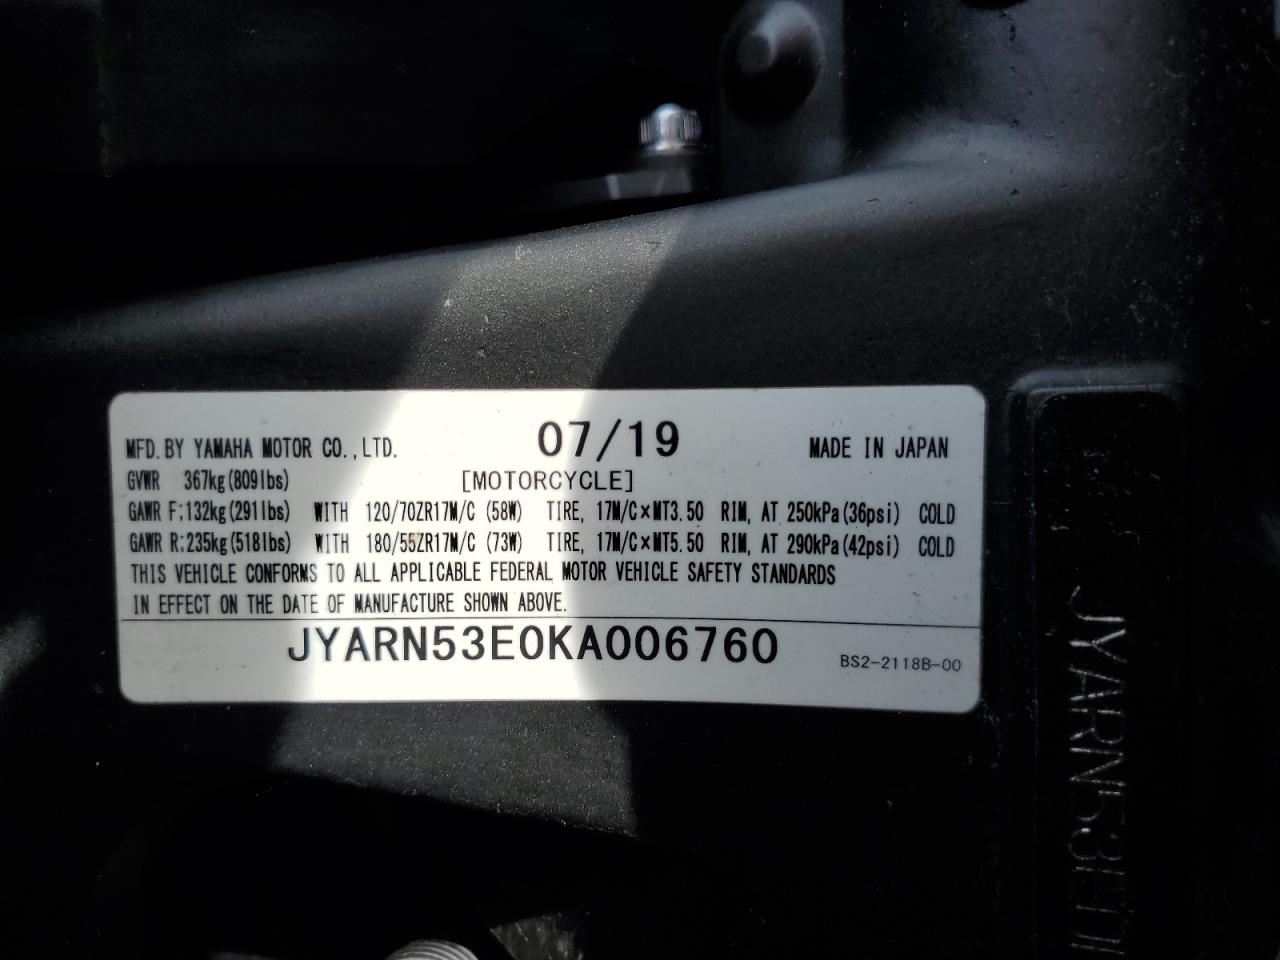 MFD. BY YAMAHA MOTOR CO.,LTD. 07/19 MADE IN JAPAN
GVWR 367kg(809lbs) [MOTORCYCLE]
GAWR F:132kg(291lbs) WITH 120/70ZR17M/C (58W) TIRE, 17M/C×MT3.50 RIM, AT 250kPa(36psi) COLD
GAWR R:235kg(518lbs) WITH 180/55ZR17M/C (73W) TIRE, 17M/C×MT5.50 RIM, AT 290kPa(42psi) COLD
THIS VEHICLE CONFORMS TO ALL APPLICABLE FEDERAL MOTOR VEHICLE SAFETY STANDARDS
IN EFFECT ON THE DATE OF MANUFACTURE SHOWN ABOVE.
JYARN53E0KA006760 BS2-2118B-00
JYARN53E0